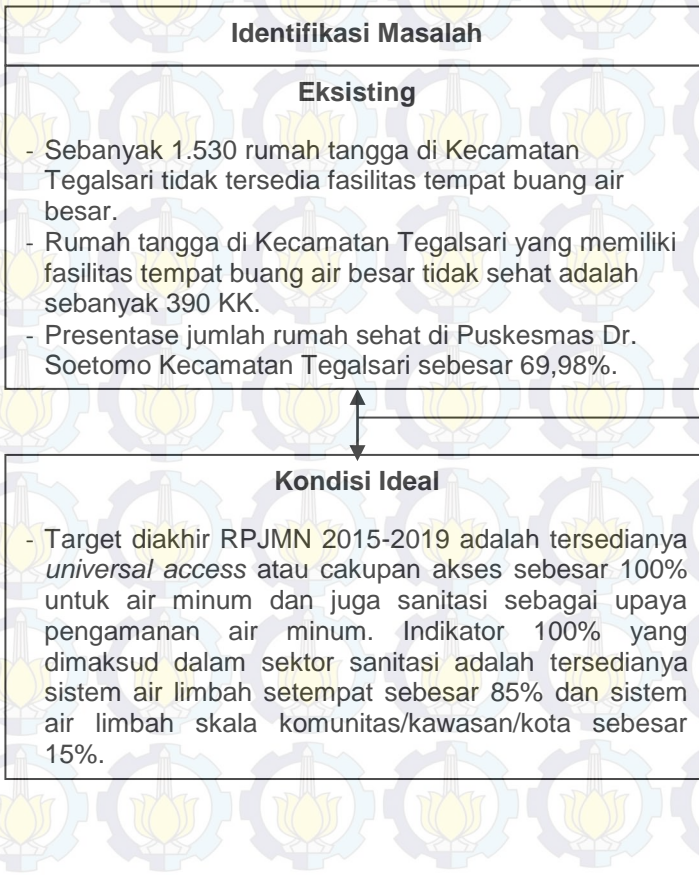 Identifikasi Masalah
Eksisting
- Sebanyak 1.530 rumah tangga di Kecamatan
Tegalsari tidak tersedia fasilitas tempat buang air
besar.
- Rumah tangga di Kecamatan Tegalsari yang memiliki
fasilitas tempat buang air besar tidak sehat adalah
sebanyak 390 KK.
- Presentase jumlah rumah sehat di Puskesmas Dr.
Soetomo Kecamatan Tegalsari sebesar 69,98%.
Kondisi Ideal
- Target diakhir RPJMN 2015-2019 adalah tersedianya
universal access atau cakupan akses sebesar 100%
untuk air minum dan juga sanitasi sebagai upaya
pengamanan air minum. Indikator 100% yang
dimaksud dalam sektor sanitasi adalah tersedianya
sistem air limbah setempat sebesar 85% dan sistem
air limbah skala komunitas/kawasan/kota sebesar
15%.